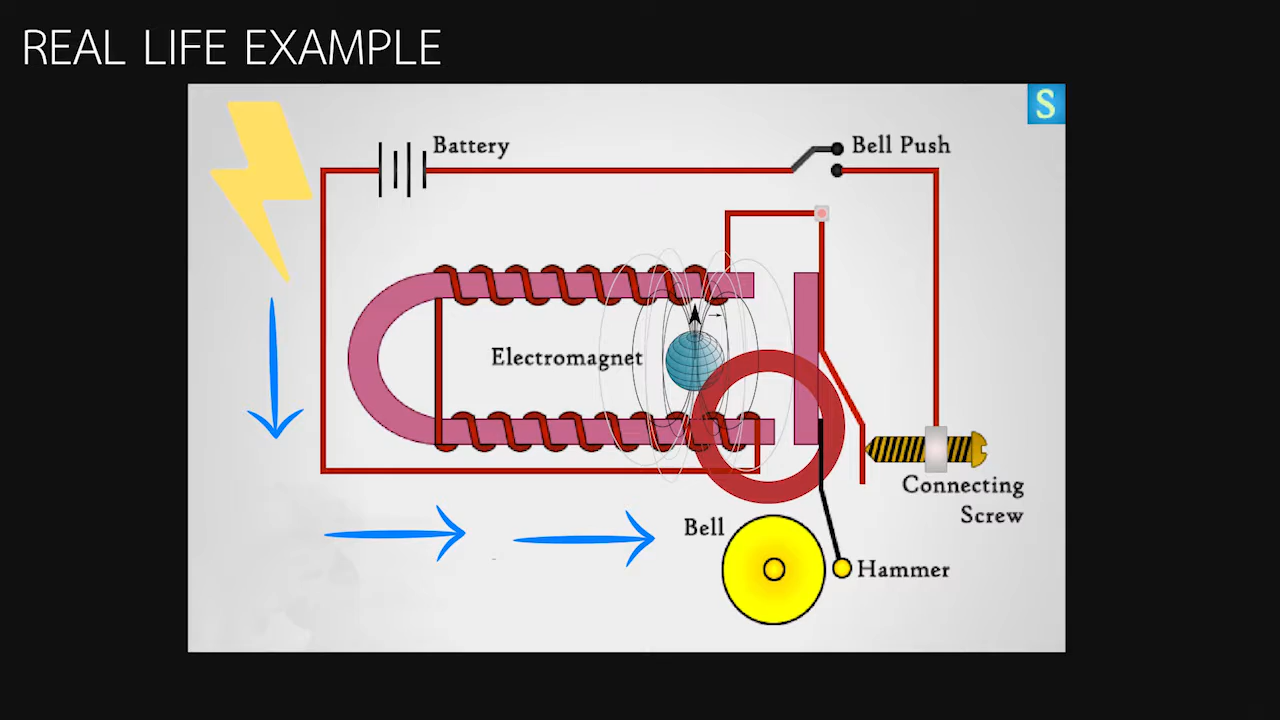 REAL LIFE EXAMPLE
S
Battery
Bell Push
Electromagnet
Connecting
Screw
Bell
Hammer